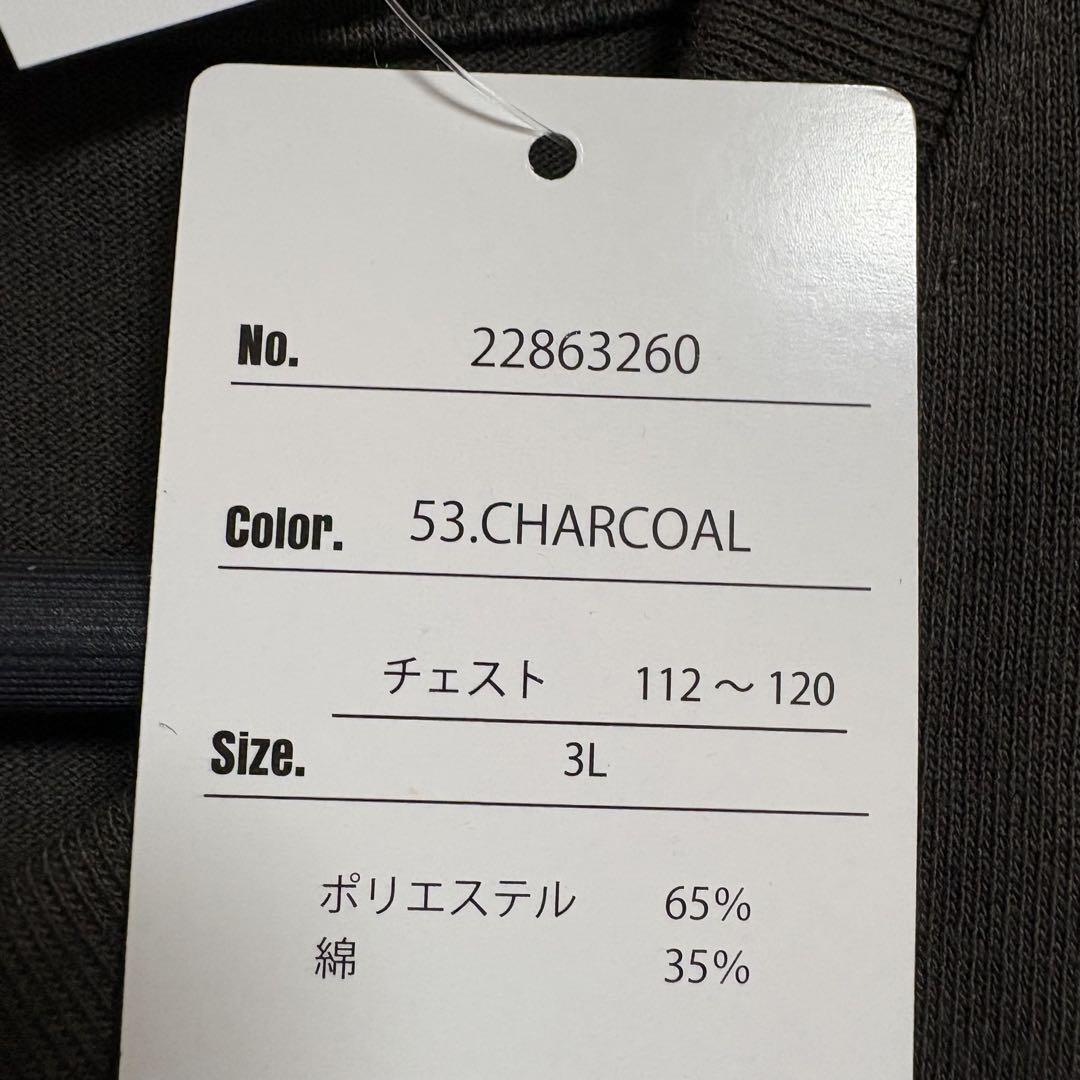 No. 22863260
Color. 53.CHARCOAL
チェスト 112～120
Size. 3L
ポリエステル 65%
綿 35%